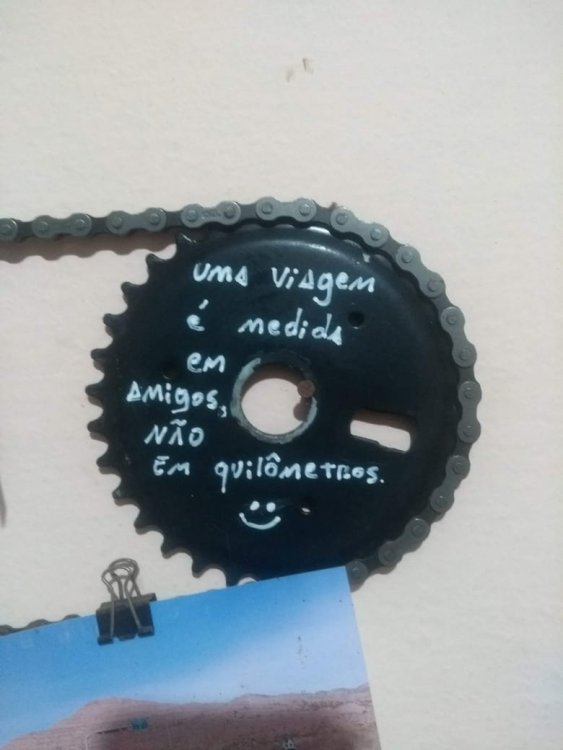 UMA VIAGEM
É MEDIDA
EM
AMIGOS,
NÃO
EM QUILÔMETROS.